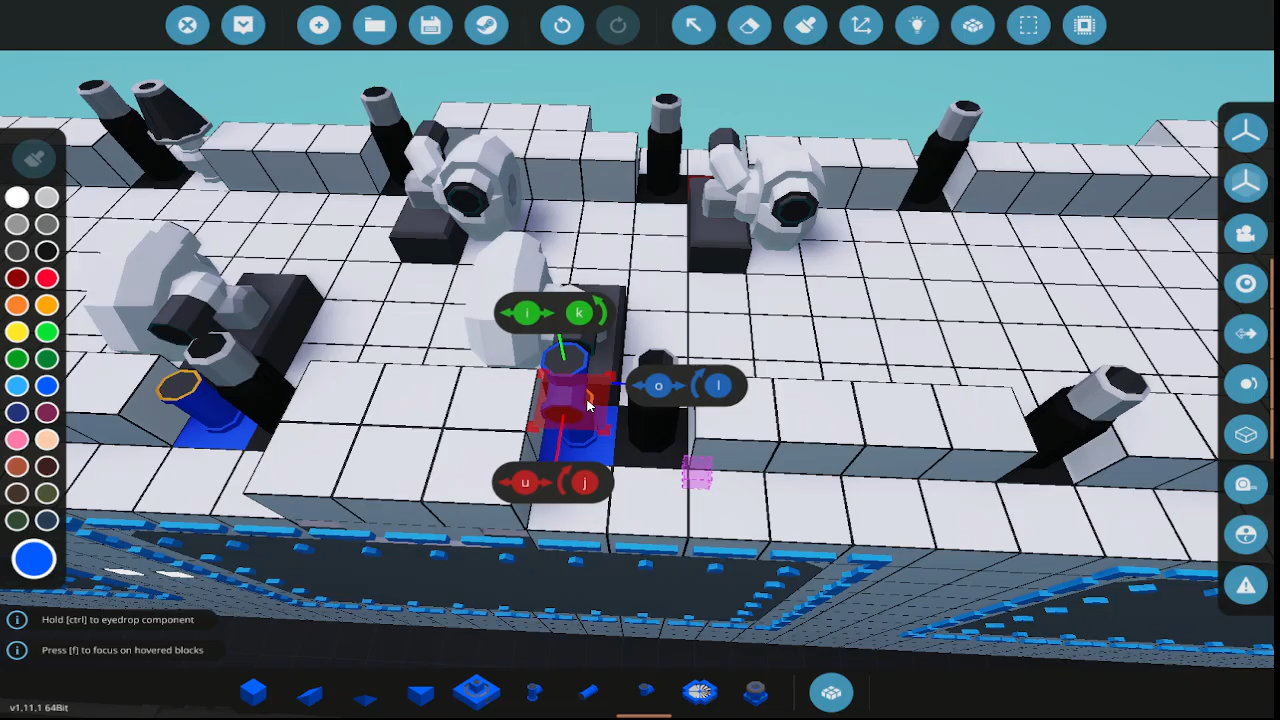 i k
o l
u j
Hold [ctrl] to eyedrop component
Press [f] to focus on hovered blocks
v1.11.1 64Bit